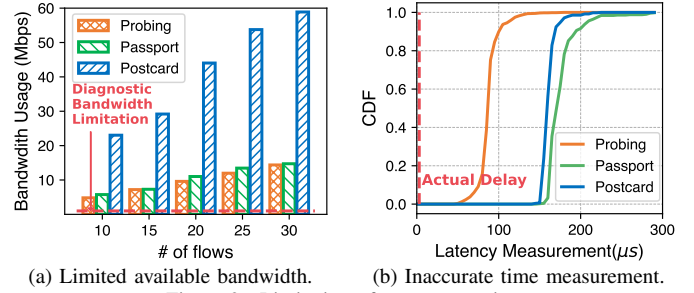 60
50
40
30
20
10
Bandwdith Usage (Mbps)
Probing
Passport
Postcard
Diagnostic
Bandwidth
Limitation
10 15 20 25 30
# of flows
(a) Limited available bandwidth.
1.0
0.8
0.6
0.4
0.2
0.0
CDF
Actual Delay
Probing
Passport
Postcard
0 100 200 300
Latency Measurement(μs)
(b) Inaccurate time measurement.